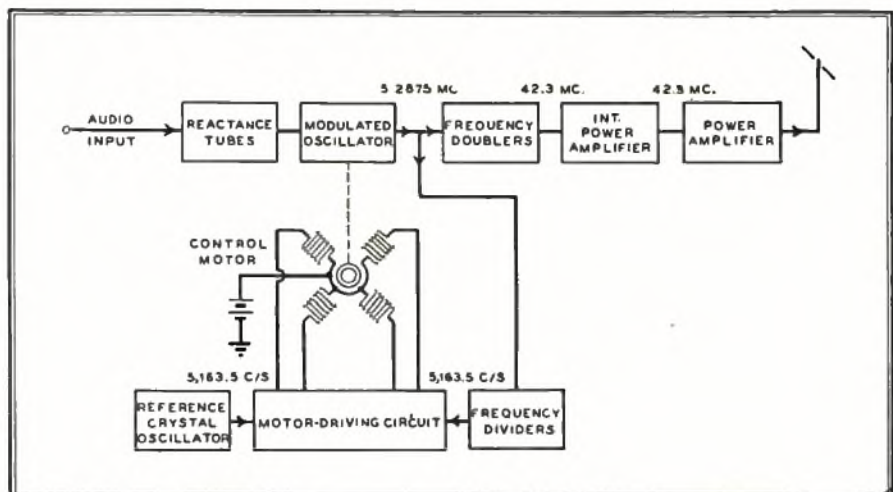 5.2875 MC.
42.3 MC.
42.3 MC.
AUDIO
INPUT
REACTANCE
TUBES
MODULATED
OSCILLATOR
FREQUENCY
DOUBLERS
INT.
POWER
AMPLIFIER
POWER
AMPLIFIER
CONTROL
MOTOR
5,163.5 C/S
5,163.5 C/S
REFERENCE
CRYSTAL
OSCILLATOR
MOTOR-DRIVING CIRCUIT
FREQUENCY
DIVIDERS